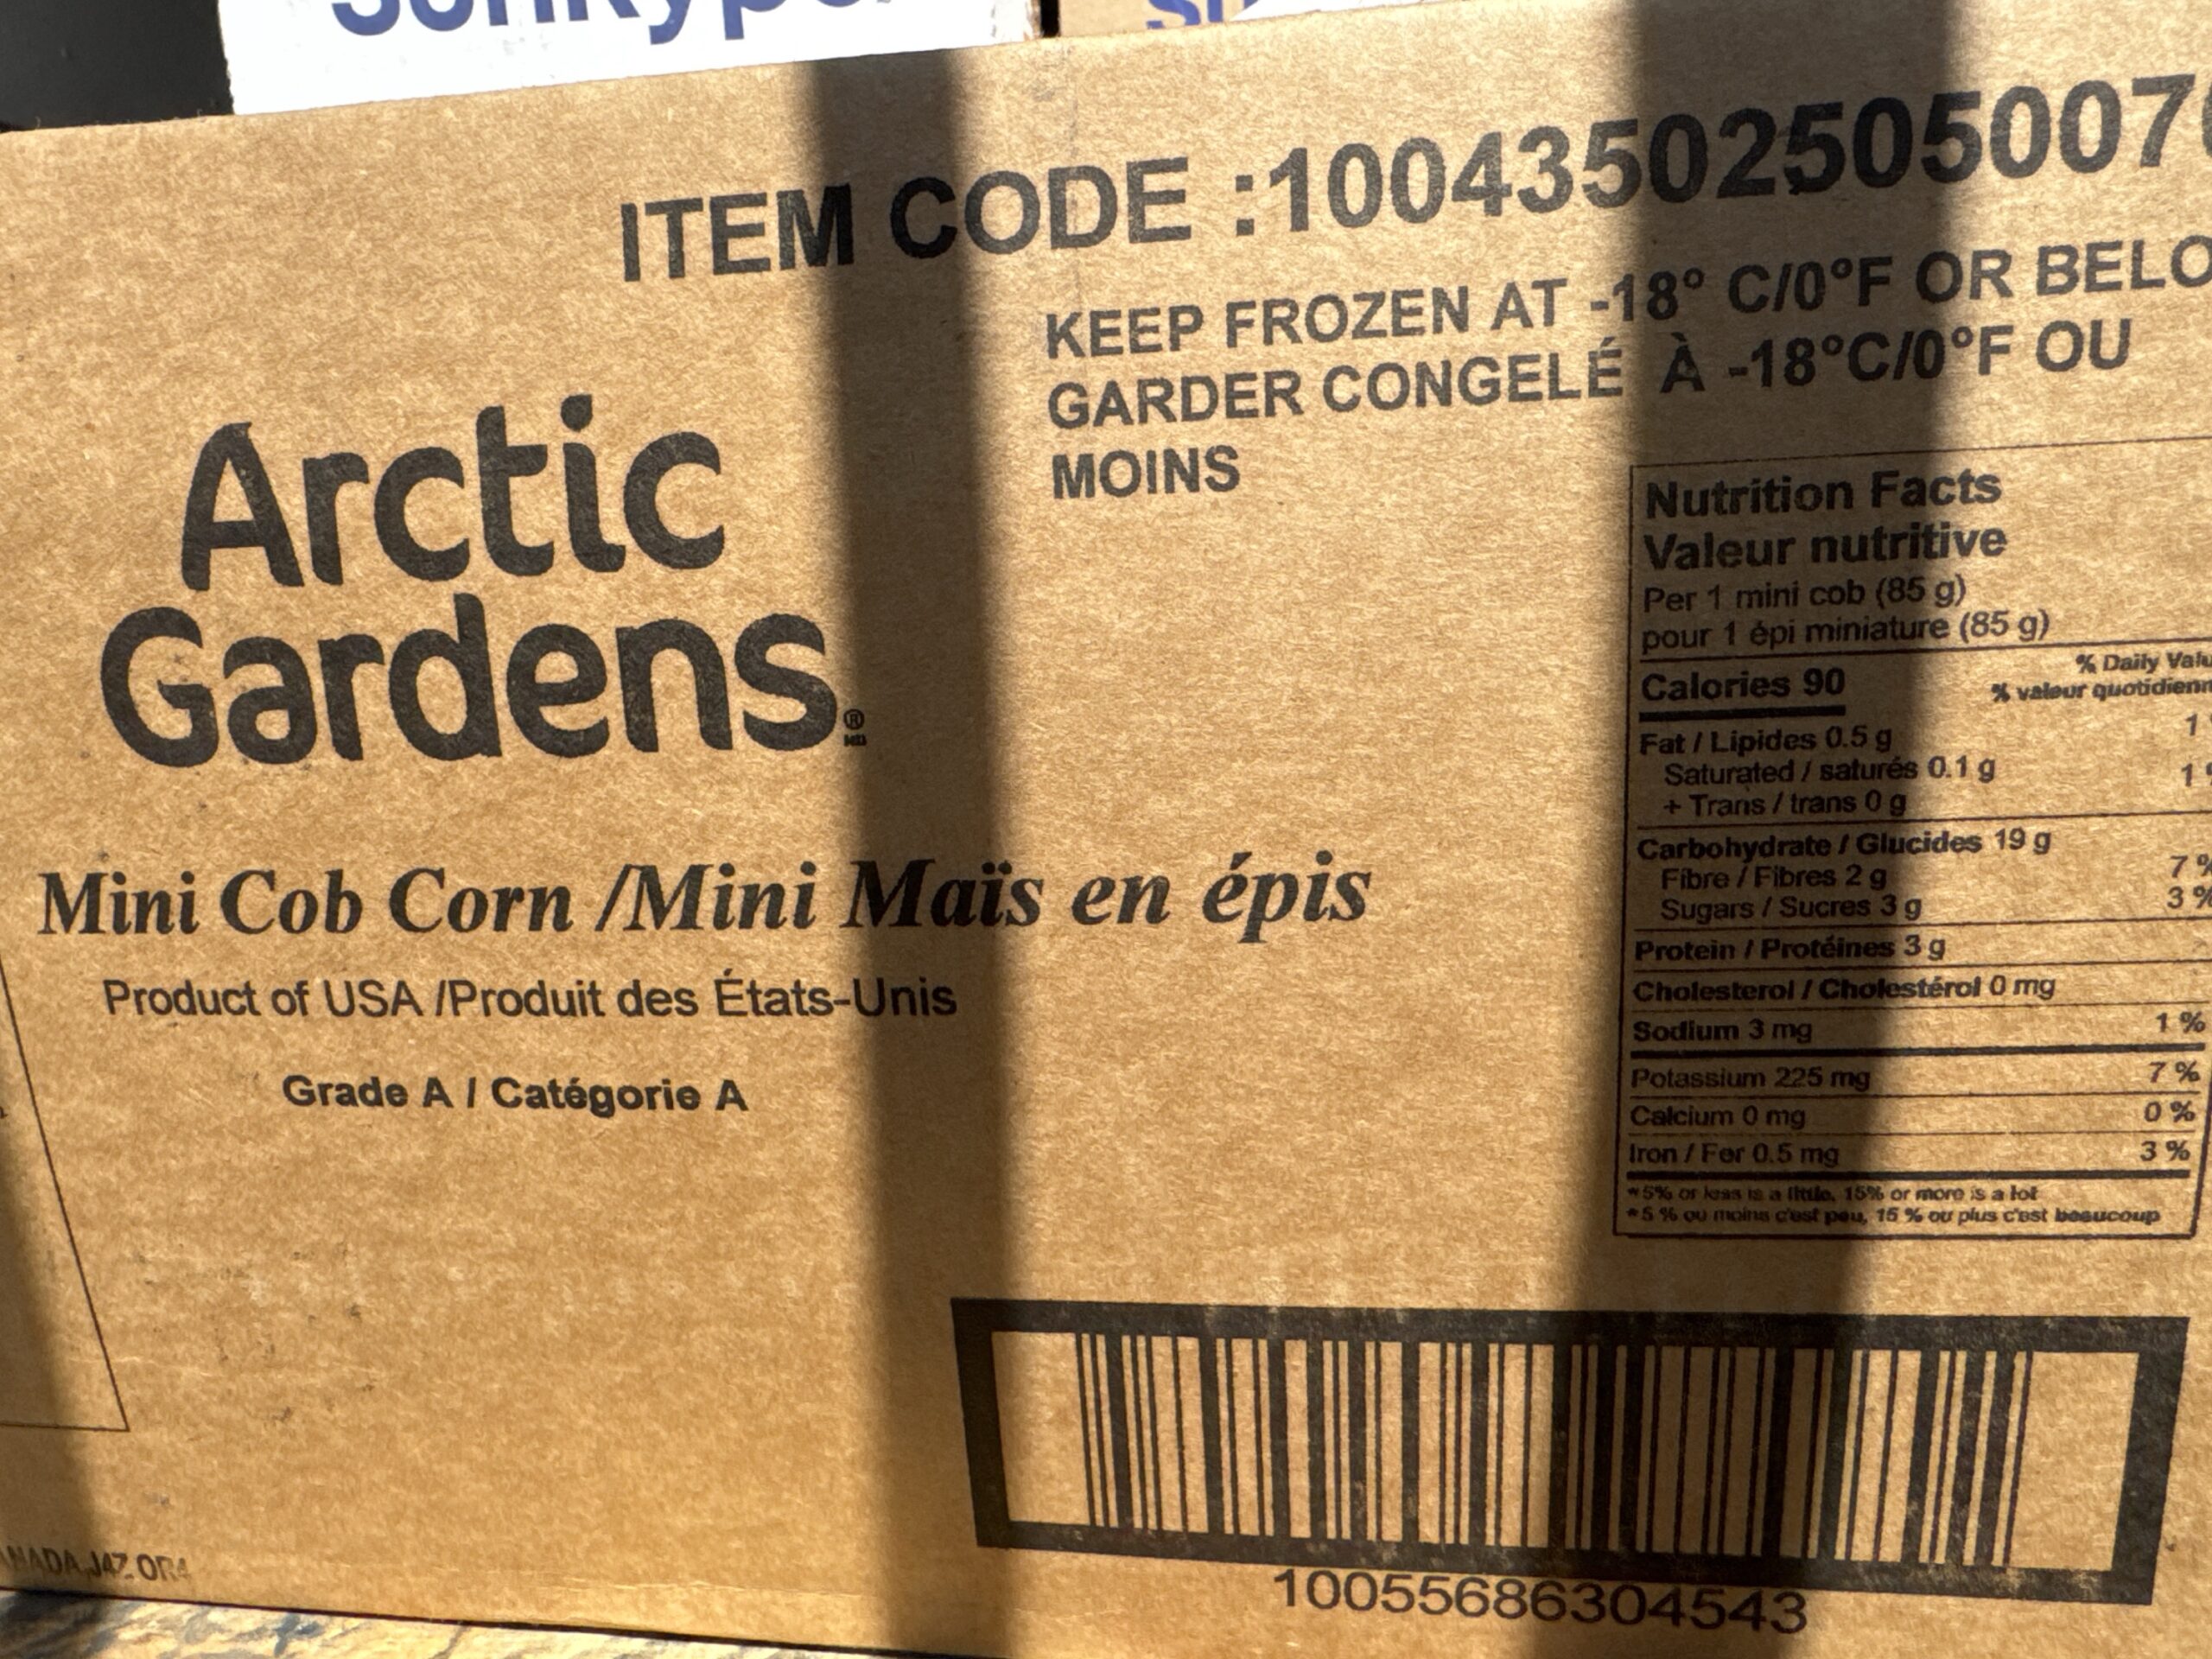 ITEM CODE :1004350250500
KEEP FROZEN AT -18° C/0°F OR BELO
GARDER CONGELÉ À -18°C/0°F OU
MOINS
Arctic
Gardens®
MD
Mini Cob Corn /Mini Maïs en épis
Product of USA /Produit des États-Unis
Grade A / Catégorie A
Nutrition Facts
Valeur nutritive
Per 1 mini cob (85 g)
pour 1 épi miniature (85 g)
% Daily Valu
Calories 90 % valeur quotidienn
Fat / Lipides 0.5 g 1
Saturated / saturés 0.1 g 1
+ Trans / trans 0 g
Carbohydrate / Glucides 19 g
Fibre / Fibres 2 g 7 %
Sugars / Sucres 3 g 3 %
Protein / Protéines 3 g
Cholesterol / Cholestérol 0 mg
Sodium 3 mg 1 %
Potassium 225 mg 7 %
Calcium 0 mg 0 %
Iron / Fer 0.5 mg 3 %
*5% or less is a little, 15% or more is a lot
*5 % ou moins c'est peu, 15 % ou plus c'est beaucoup
10055686304543
NADA, J4Z 0R4